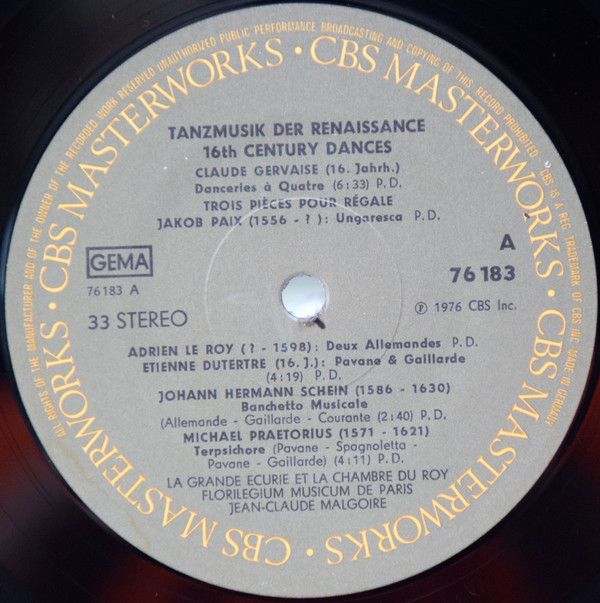 ALL RIGHTS OF THE MANUFACTURER AND OF THE OWNER OF THE RECORDED WORK RESERVED UNAUTHORIZED PUBLIC PERFORMANCE BROADCASTING AND COPYING OF THIS RECORD PROHIBITED · CBS IS A REG. TRADEMARK OF CBS INC. MADE IN GERMANY
CBS MASTERWORKS · CBS MASTERWORKS · CBS MASTERWORKS · CBS MASTERWORKS ·
TANZMUSIK DER RENAISSANCE
16th CENTURY DANCES
CLAUDE GERVAISE (16. Jahrh.)
Danceries à Quatre (6:33) P.D.
TROIS PIÈCES POUR RÉGALE
JAKOB PAIX (1556 - ? ): Ungaresca P.D.
GEMA
76183 A
33 STEREO
A
76 183
Ⓟ 1976 CBS Inc.
ADRIEN LE ROY ( ? - 1598): Deux Allemandes P.D.
ETIENNE DUTERTRE (16. J.): Pavane & Gaillarde
(4:19) P.D.
JOHANN HERMANN SCHEIN (1586 - 1630)
Banchetto Musicale
(Allemande - Gaillarde - Courante (2:40) P.D.
MICHAEL PRAETORIUS (1571 - 1621)
Terpsichore (Pavane - Spagnoletta -
Pavane - Gaillarde) (4:11) P.D.
LA GRANDE ECURIE ET LA CHAMBRE DU ROY
FLORILEGIUM MUSICUM DE PARIS
JEAN-CLAUDE MALGOIRE